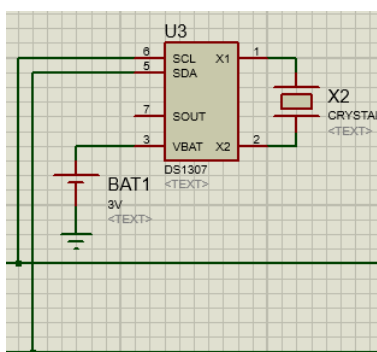 U3
6 SCL X1 1
5 SDA
7 SOUT
3 VBAT X2 2
DS1307
<TEXT>
X2
CRYSTAL
<TEXT>
BAT1
3V
<TEXT>